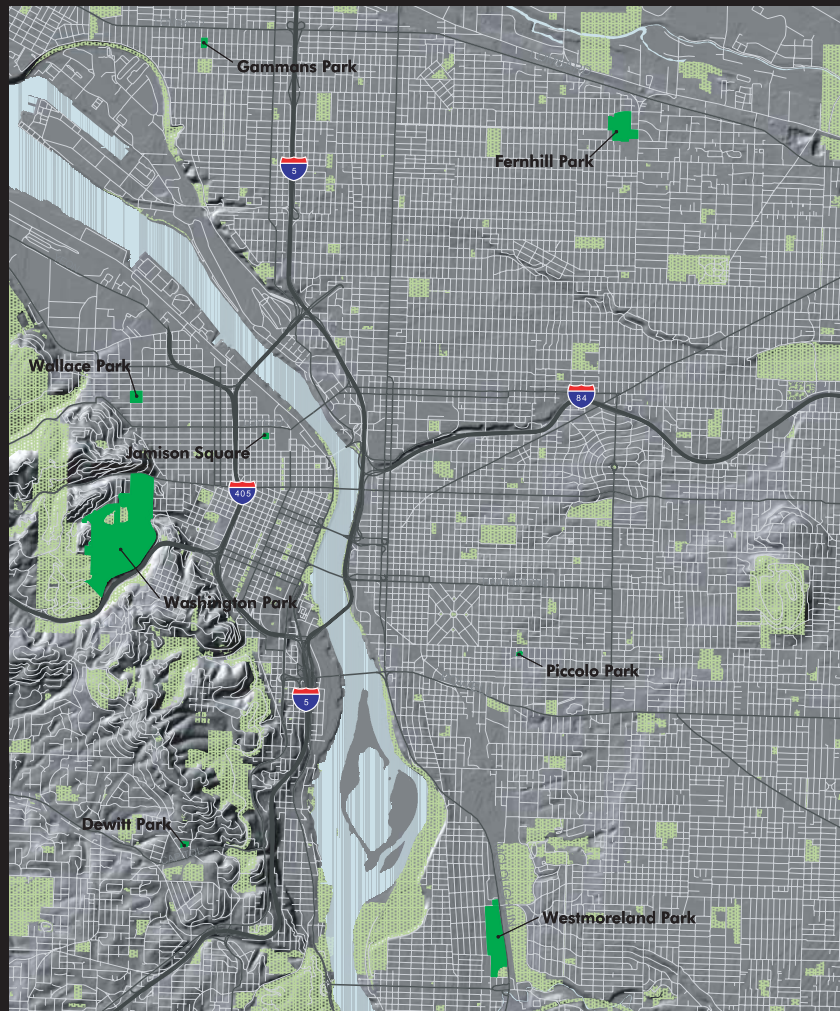 Gammans Park
Fernhill Park
5
Wallace Park
84
Jamison Square
405
Washington Park
Piccolo Park
5
Dewitt Park
Westmoreland Park